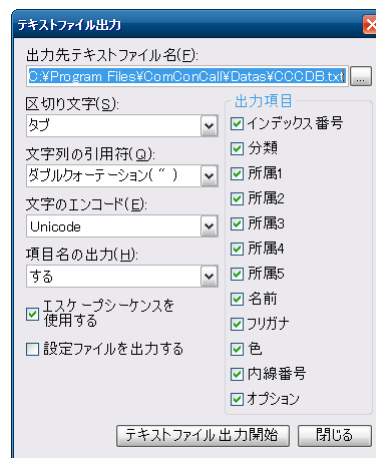 テキストファイル出力
出力先テキストファイル名(F):
C:¥Program Files¥ComConCall¥Datas¥CCCDB.txt
...
区切り文字(S):
タブ
文字列の引用符(Q):
ダブルクォーテーション( ” )
文字のエンコード(E):
Unicode
項目名の出力(H):
する
エスケープシーケンスを
使用する
設定ファイルを出力する
出力項目
インデックス番号
分類
所属1
所属2
所属3
所属4
所属5
名前
フリガナ
色
内線番号
オプション
テキストファイル出力開始
閉じる